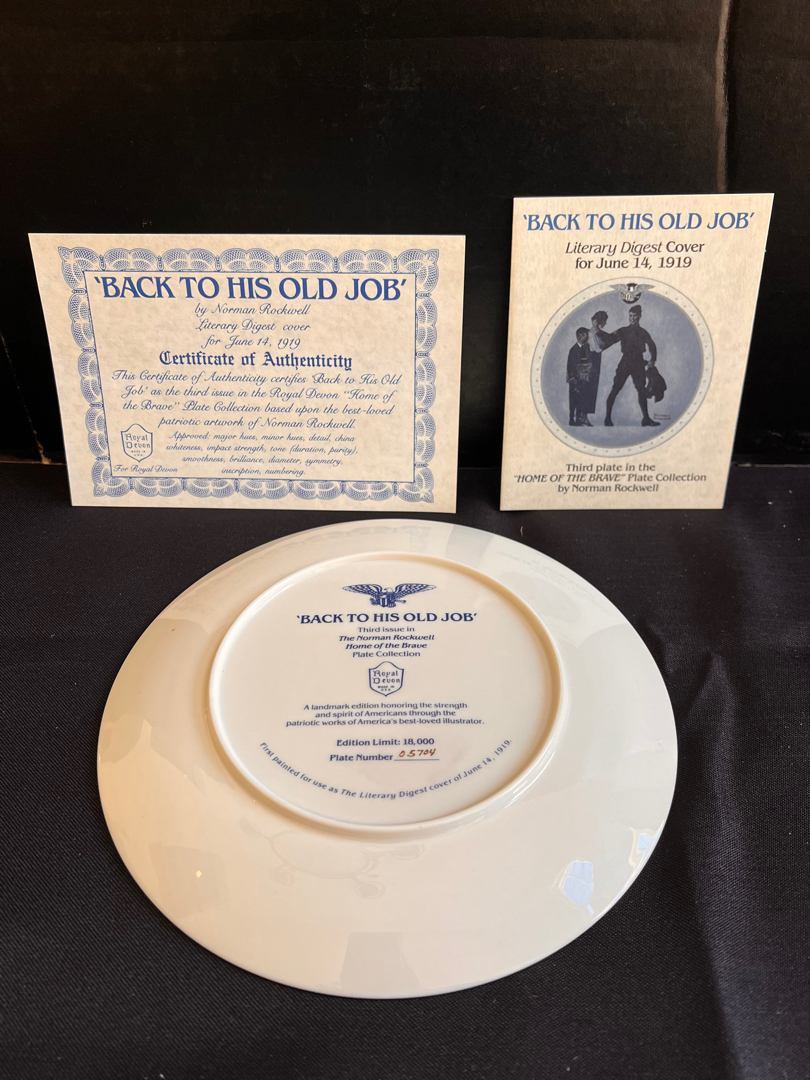 'BACK TO HIS OLD JOB'
by Norman Rockwell
Literary Digest cover
for June 14, 1919
Certificate of Authenticity
This Certificate of Authenticity certifies 'Back to His Old
Job' as the third issue in the Royal Devon "Home of
the Brave" Plate Collection based upon the best-loved
patriotic artwork of Norman Rockwell.
Approved: major hues, minor hues, detail, china
whiteness, impact strength, tone (duration, purity),
smoothness, brilliance, diameter, symmetry,
inscription, numbering.
Royal
Devon
MADE IN
U.S.A.
For Royal Devon
'BACK TO HIS OLD JOB'
Literary Digest Cover
for June 14, 1919
Third plate in the
"HOME OF THE BRAVE" Plate Collection
by Norman Rockwell
'BACK TO HIS OLD JOB'
Third issue in
The Norman Rockwell
Home of the Brave
Plate Collection
Royal
Devon
MADE IN
U.S.A.
A landmark edition honoring the strength
and spirit of Americans through the
patriotic works of America's best-loved illustrator.
Edition Limit: 18,000
Plate Number 05704
First painted for use as The Literary Digest cover of June 14, 1919.